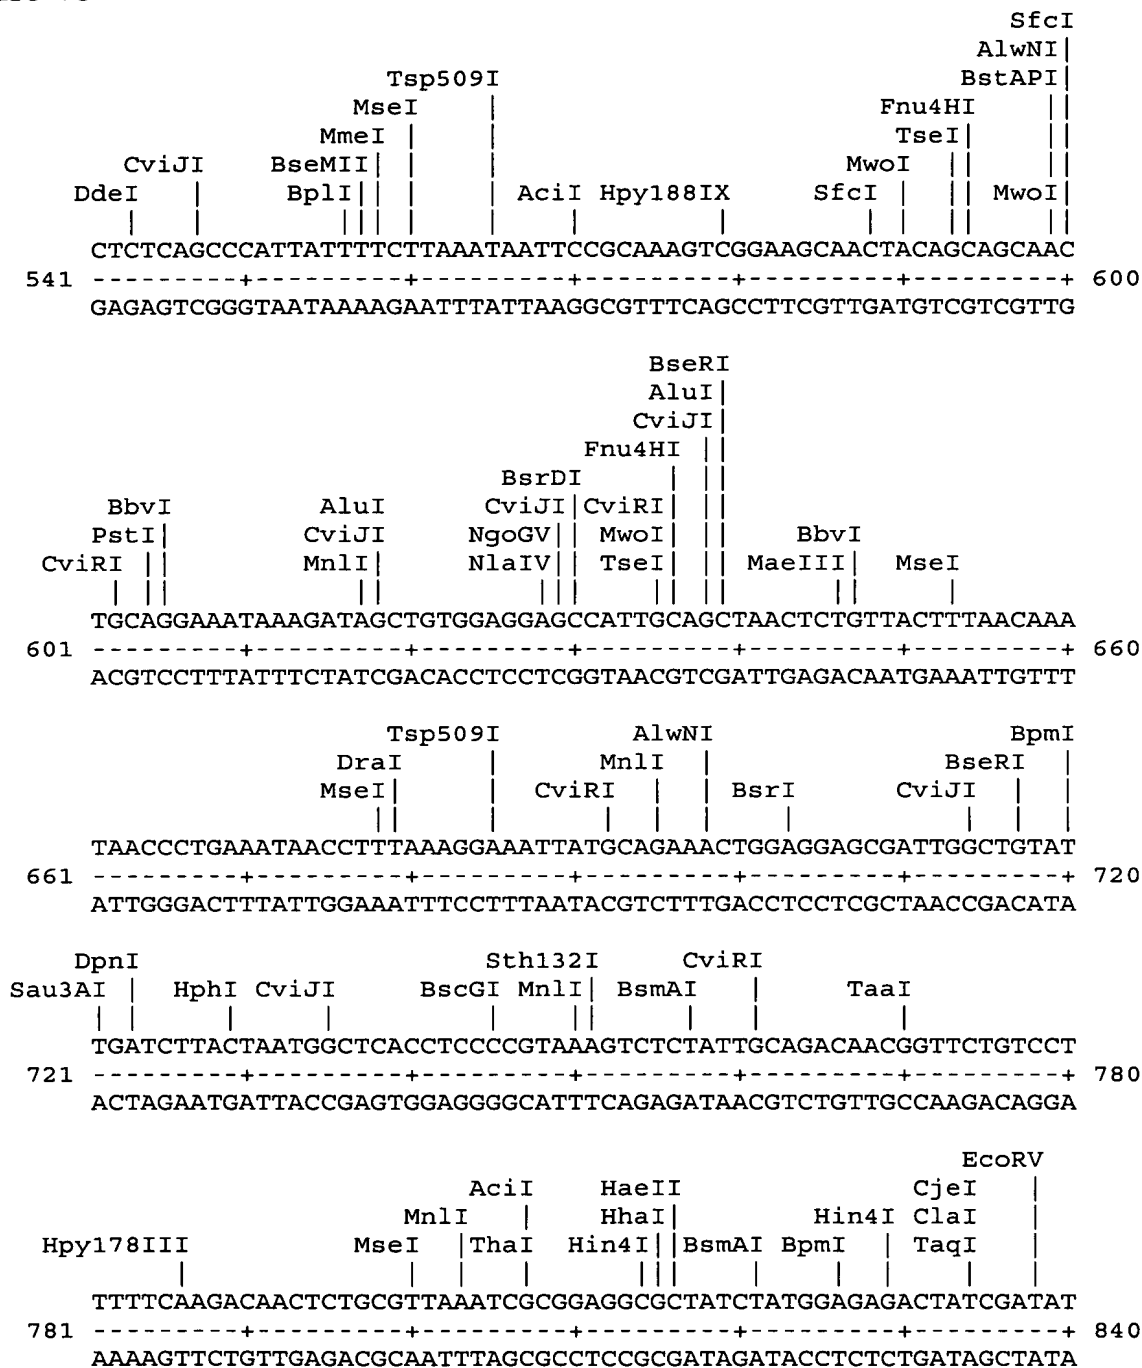 SfcI
AlwNI
Tsp509I BstAPI
MseI Fnu4HI
MmeI TseI
CviJI BseMII MwoI
DdeI BplI AciI Hpy188IX SfcI MwoI
CTCTCAGCCCATTATTTTCTTAAATAATTCCGCAAAGTCGGAAGCAACTACAGCAGCAAC
541 ---------+---------+---------+---------+---------+---------+ 600
GAGAGTCGGGTAATAAAAGAATTTATTAAGGCGTTTCAGCCTTCGTTGATGTCGTCGTTG
BseRI
AluI
CviJI
Fnu4HI
BsrDI
BbvI AluI CviJI CviRI
PstI CviJI NgoGV MwoI BbvI
CviRI MnlI NlaIV TseI MaeIII MseI
TGCAGGAAATAAAGATAGCTGTGGAGGAGCCATTGCAGCTAACTCTGTTACTTTAACAAA
601 ---------+---------+---------+---------+---------+---------+ 660
ACGTCCTTTATTTCTATCGACACCTCCTCGGTAACGTCGATTGAGACAATGAAATTGTTT
Tsp509I AlwNI BpmI
DraI MnlI BseRI
MseI CviRI BsrI CviJI
TAACCCTGAAATAACCTTTAAAGGAAATTATGCAGAAACTGGAGGAGCGATTGGCTGTAT
661 ---------+---------+---------+---------+---------+---------+ 720
ATTGGGACTTTATTGGAAATTTCCTTTAATACGTCTTTGACCTCCTCGCTAACCGACATA
DpnI Sth132I CviRI
Sau3AI HphI CviJI BscGI MnlI BsmAI TaaI
TGATCTTACTAATGGCTCACCTCCCCGTAAAGTCTCTATTGCAGACAACGGTTCTGTCCT
721 ---------+---------+---------+---------+---------+---------+ 780
ACTAGAATGATTACCGAGTGGAGGGGCATTTCAGAGATAACGTCTGTTGCCAAGACAGGA
EcoRV
AciI HaeII CjeI
MnlI HhaI Hin4I ClaI
Hpy178III MseI ThaI Hin4I BsmAI BpmI TaqI
TTTTCAAGACAACTCTGCGTTAAATCGCGGAGGCGCTATCTATGGAGAGACTATCGATAT
781 ---------+---------+---------+---------+---------+---------+ 840
AAAAGTTCTGTTGAGACGCAATTTAGCGCCTCCGCGATAGATACCTCTCTGATAGCTATA